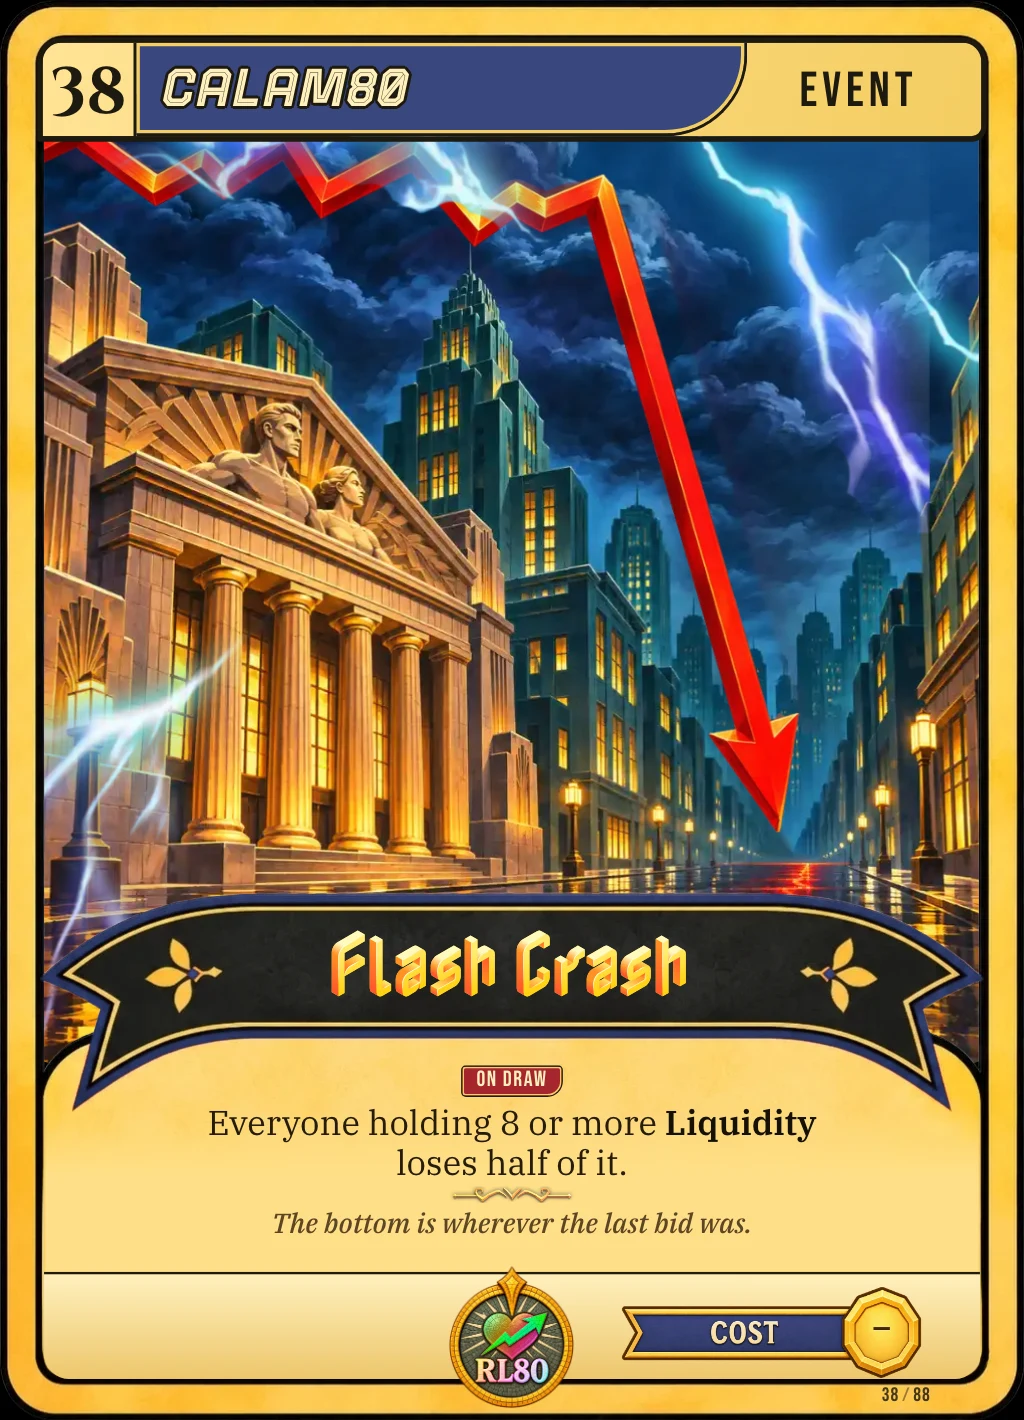 38
CALAM80
EVENT
Flash Crash
ON DRAW
Everyone holding 8 or more Liquidity
loses half of it.
The bottom is wherever the last bid was.
RL80
COST
–
38 / 88